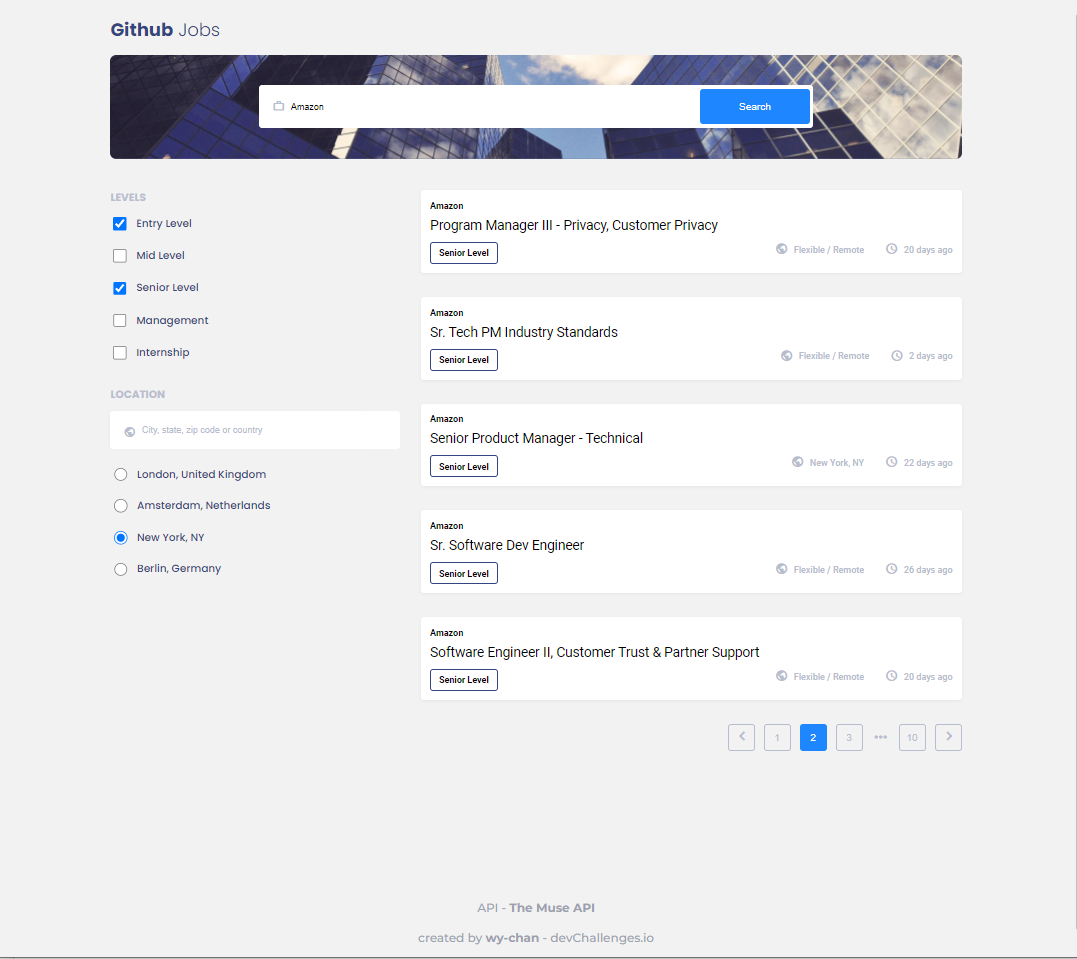 Github Jobs
Amazon
Search
LEVELS
Entry Level
Mid Level
Senior Level
Management
Internship
LOCATION
City, state, zip code or country
London, United Kingdom
Amsterdam, Netherlands
New York, NY
Berlin, Germany
Amazon
Program Manager III - Privacy, Customer Privacy
Senior Level Flexible / Remote 20 days ago
Amazon
Sr. Tech PM Industry Standards
Senior Level Flexible / Remote 2 days ago
Amazon
Senior Product Manager - Technical
Senior Level New York, NY 22 days ago
Amazon
Sr. Software Dev Engineer
Senior Level Flexible / Remote 26 days ago
Amazon
Software Engineer II, Customer Trust & Partner Support
Senior Level Flexible / Remote 20 days ago
1 2 3 ••• 10
API - The Muse API
created by wy-chan - devChallenges.io